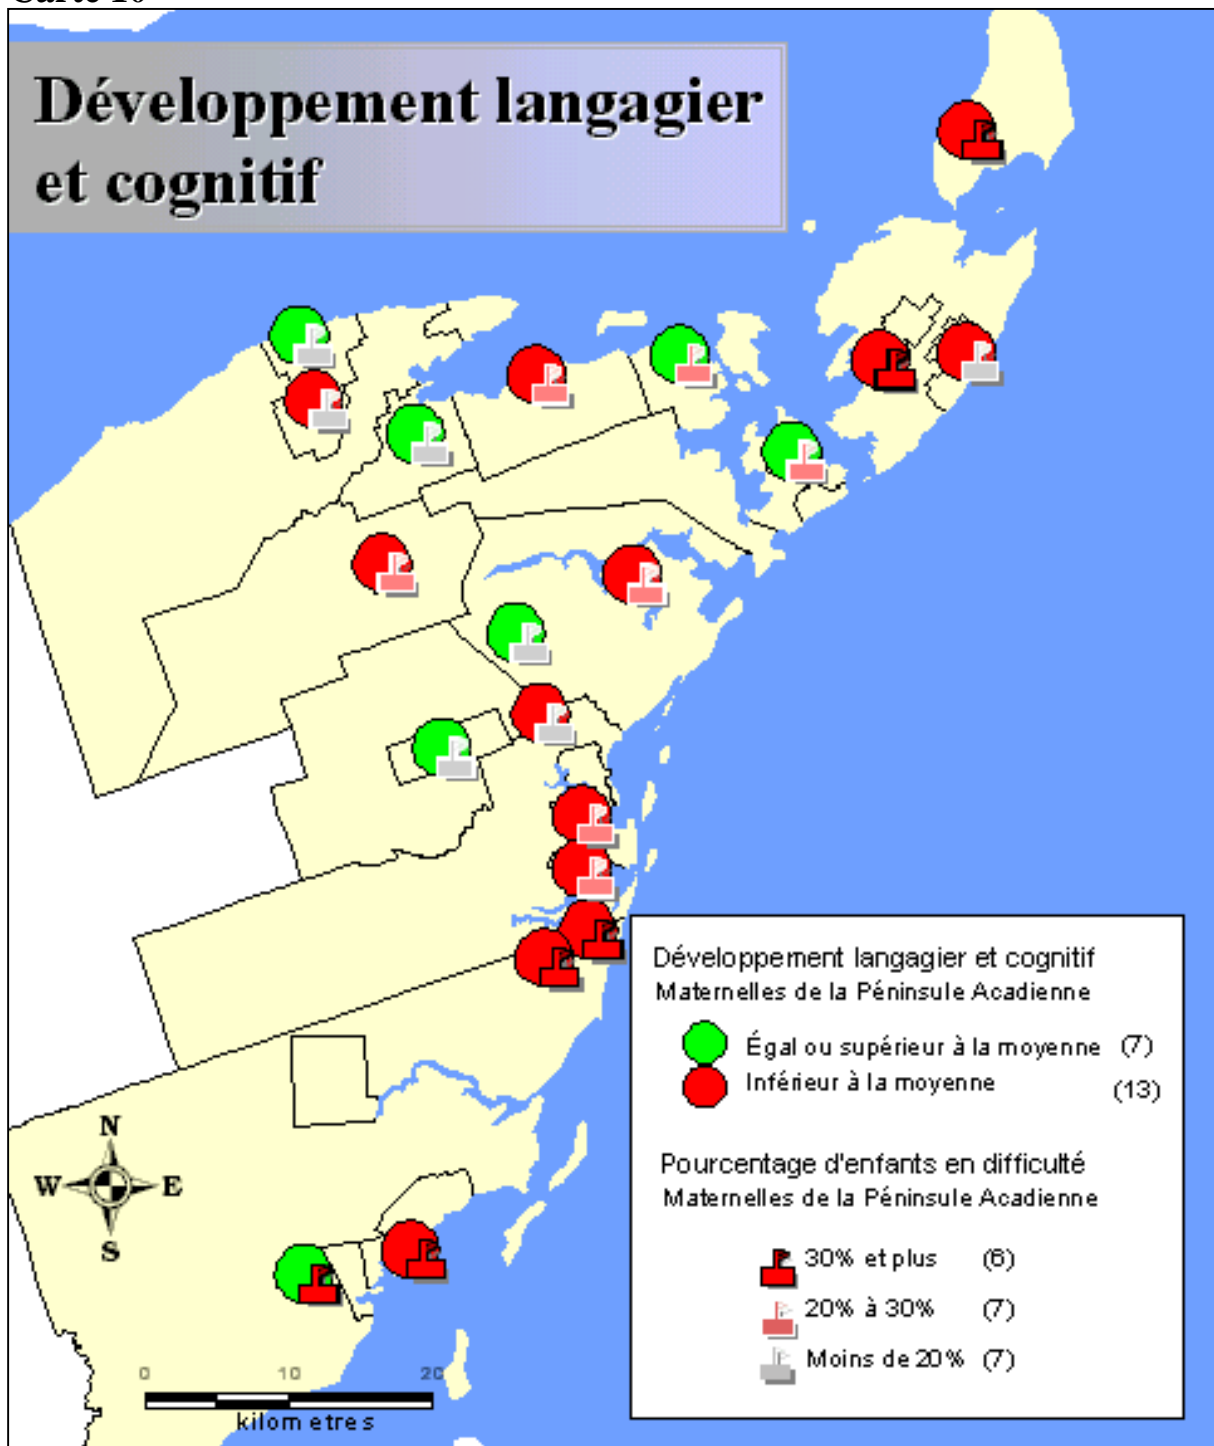 Carte 10
Développement langagier
et cognitif
Développement langagier et cognitif
Maternelles de la Péninsule Acadienne
Égal ou supérieur à la moyenne (7)
Inférieur à la moyenne (13)
Pourcentage d'enfants en difficulté
Maternelles de la Péninsule Acadienne
30% et plus (6)
20% à 30% (7)
Moins de 20% (7)
N
W E
S
0 10 20
kilometres